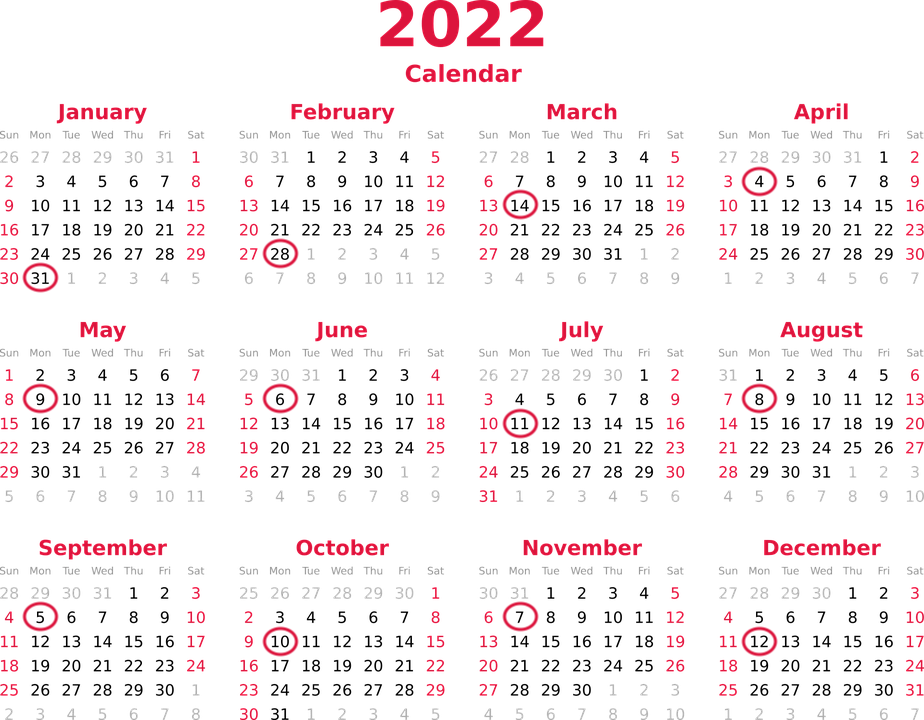 2022
Calendar
January
Sun Mon Tue Wed Thu Fri Sat
26 27 28 29 30 31 1
2 3 4 5 6 7 8
9 10 11 12 13 14 15
16 17 18 19 20 21 22
23 24 25 26 27 28 29
30 31 1 2 3 4 5
February
Sun Mon Tue Wed Thu Fri Sat
30 31 1 2 3 4 5
6 7 8 9 10 11 12
13 14 15 16 17 18 19
20 21 22 23 24 25 26
27 28 1 2 3 4 5
6 7 8 9 10 11 12
March
Sun Mon Tue Wed Thu Fri Sat
27 28 1 2 3 4 5
6 7 8 9 10 11 12
13 14 15 16 17 18 19
20 21 22 23 24 25 26
27 28 29 30 31 1 2
3 4 5 6 7 8 9
April
Sun Mon Tue Wed Thu Fri Sat
27 28 29 30 31 1 2
3 4 5 6 7 8 9
10 11 12 13 14 15 16
17 18 19 20 21 22 23
24 25 26 27 28 29 30
1 2 3 4 5 6 7
May
Sun Mon Tue Wed Thu Fri Sat
1 2 3 4 5 6 7
8 9 10 11 12 13 14
15 16 17 18 19 20 21
22 23 24 25 26 27 28
29 30 31 1 2 3 4
5 6 7 8 9 10 11
June
Sun Mon Tue Wed Thu Fri Sat
29 30 31 1 2 3 4
5 6 7 8 9 10 11
12 13 14 15 16 17 18
19 20 21 22 23 24 25
26 27 28 29 30 1 2
3 4 5 6 7 8 9
July
Sun Mon Tue Wed Thu Fri Sat
26 27 28 29 30 1 2
3 4 5 6 7 8 9
10 11 12 13 14 15 16
17 18 19 20 21 22 23
24 25 26 27 28 29 30
31 1 2 3 4 5 6
August
Sun Mon Tue Wed Thu Fri Sat
31 1 2 3 4 5 6
7 8 9 10 11 12 13
14 15 16 17 18 19 20
21 22 23 24 25 26 27
28 29 30 31 1 2 3
4 5 6 7 8 9 10
September
Sun Mon Tue Wed Thu Fri Sat
28 29 30 31 1 2 3
4 5 6 7 8 9 10
11 12 13 14 15 16 17
18 19 20 21 22 23 24
25 26 27 28 29 30 1
2 3 4 5 6 7 8
October
Sun Mon Tue Wed Thu Fri Sat
25 26 27 28 29 30 1
2 3 4 5 6 7 8
9 10 11 12 13 14 15
16 17 18 19 20 21 22
23 24 25 26 27 28 29
30 31 1 2 3 4 5
November
Sun Mon Tue Wed Thu Fri Sat
30 31 1 2 3 4 5
6 7 8 9 10 11 12
13 14 15 16 17 18 19
20 21 22 23 24 25 26
27 28 29 30 1 2 3
4 5 6 7 8 9 10
December
Sun Mon Tue Wed Thu Fri Sat
27 28 29 30 1 2 3
4 5 6 7 8 9 10
11 12 13 14 15 16 17
18 19 20 21 22 23 24
25 26 27 28 29 30 31
1 2 3 4 5 6 7